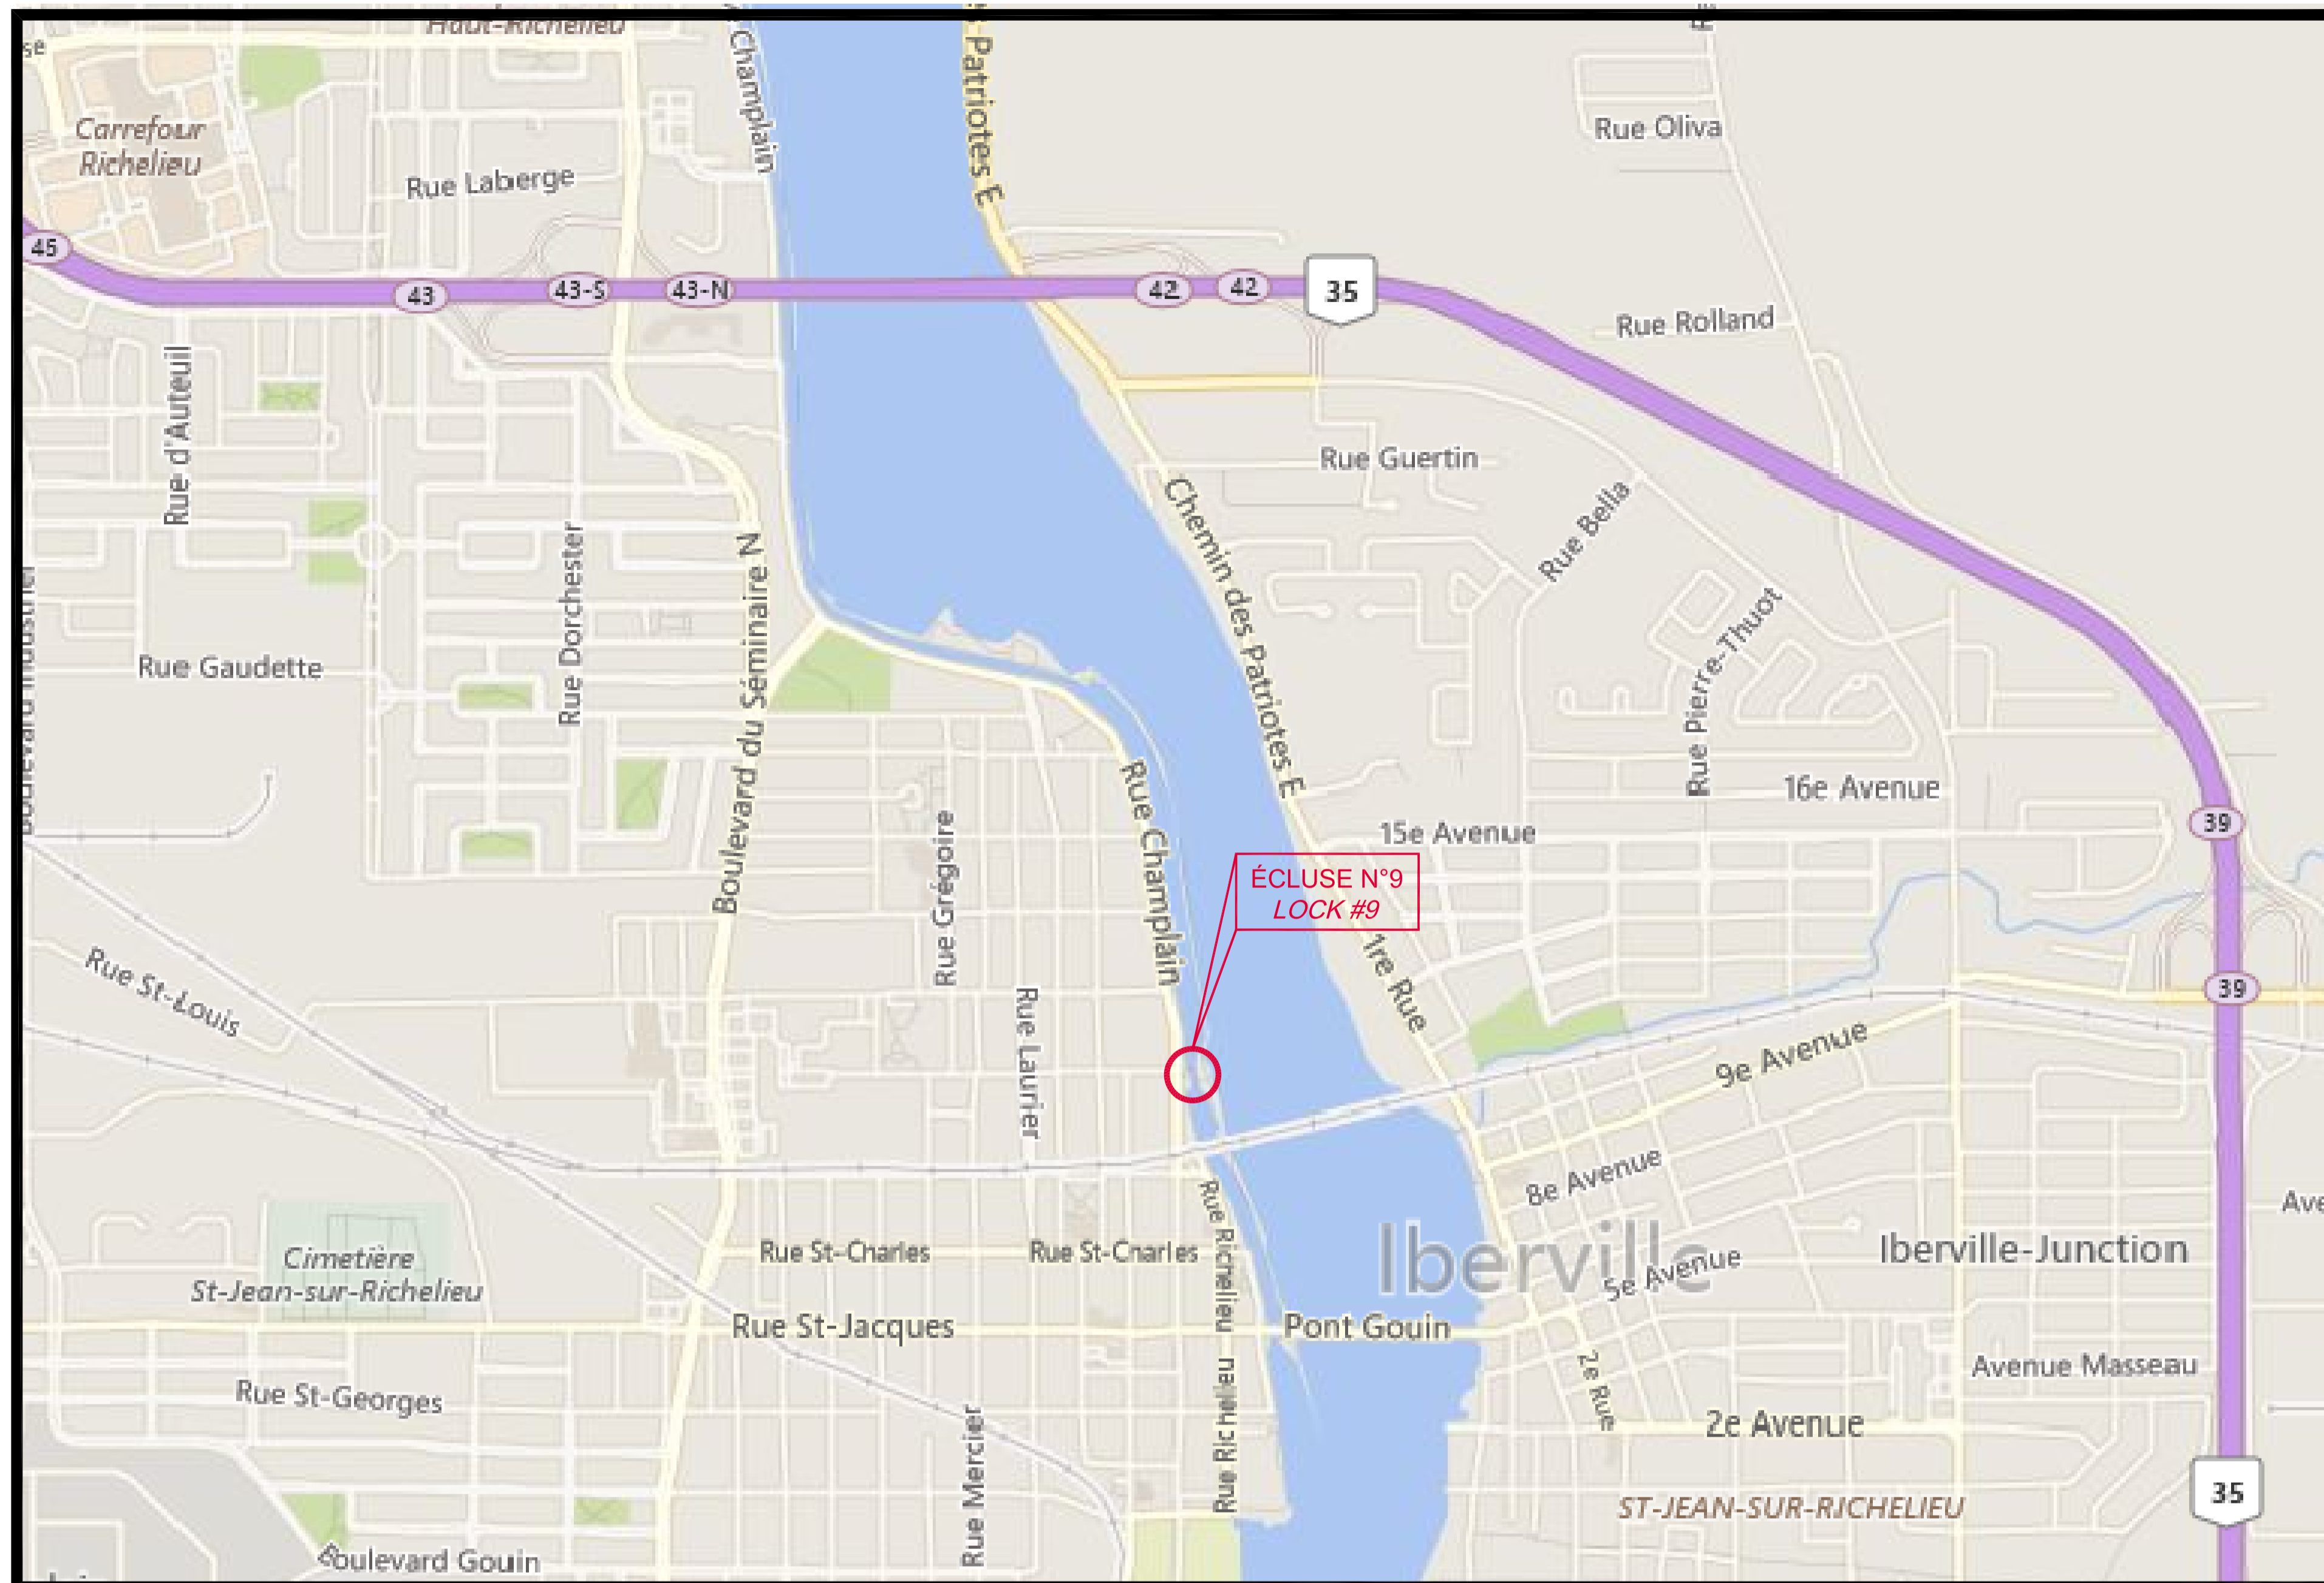 Haut-Richelieu
se
Champlain
Patriotes E
Carrefour
Richelieu
Rue Oliva
Rue Laberge
45
43
43-S
43-N
42
42
35
Rue Rolland
Rue d'Auteuil
Rue Guertin
Chemin des Patriotes E
Rue Bella
Rue Dorchester
Boulevard du Séminaire N
Rue Pierre-Thuot
Boulevard Industriel
Rue Gaudette
16e Avenue
Rue Champlain
15e Avenue
39
Rue Grégoire
ÉCLUSE N°9
LOCK #9
1re Rue
Rue St-Louis
39
Rue Laurier
9e Avenue
8e Avenue
Rue Richelieu
Ave
Cimetière
St-Jean-sur-Richelieu
Rue St-Charles
Rue St-Charles
Iberville
5e Avenue
Iberville-Junction
Rue St-Jacques
Pont Gouin
Rue St-Georges
Rue Richelieu
2e Rue
Avenue Masseau
Rue Mercier
2e Avenue
35
ST-JEAN-SUR-RICHELIEU
Boulevard Gouin